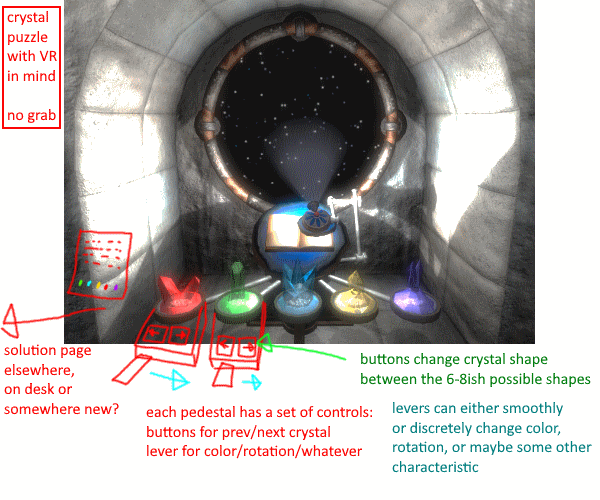 crystal
puzzle
with VR
in mind
no grab
solution page
elsewhere,
on desk or
somewhere new?
each pedestal has a set of controls:
buttons for prev/next crystal
lever for color/rotation/whatever
buttons change crystal shape
between the 6-8ish possible shapes
levers can either smoothly
or discretely change color,
rotation, or maybe some other
characteristic